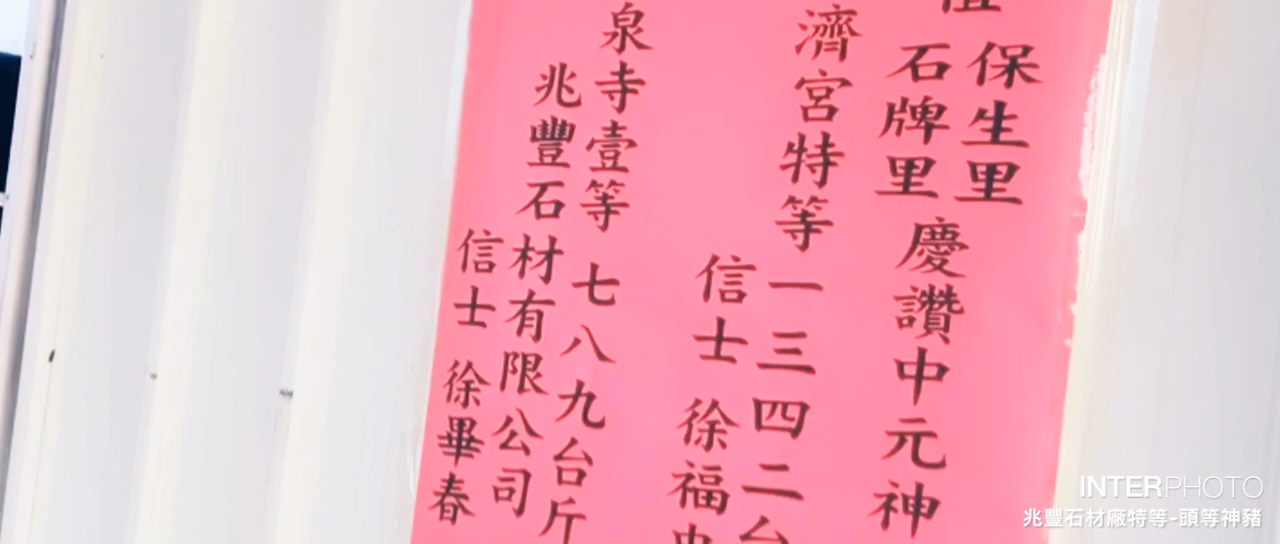 保生里
石牌里
慶讚中元神
濟宮特等一三四二台
信士 徐福
泉寺壹等 七八九台斤
兆豐石材有限公司
信士 徐畢春
INTERPHOTO
兆豐石材廠特等-頭等神豬